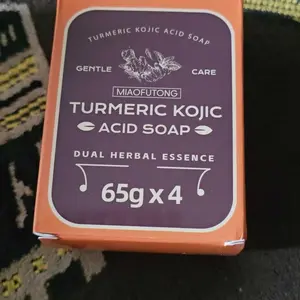 TURMERIC KOJIC ACID SOAP
GENTLE CARE
MIAOFUTONG
TURMERIC KOJIC
ACID SOAP
DUAL HERBAL ESSENCE
65g x 4